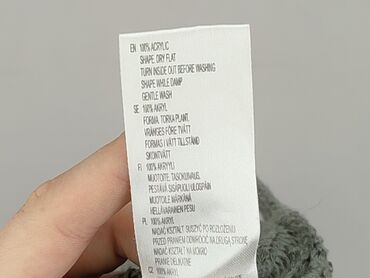 EN 100% ACRYLIC
SHAPE. DRY FLAT
TURN INSIDE OUT BEFORE WASHING
SHAPE WHILE DAMP
GENTLE WASH
SE 100% AKRYL
FORMA. TORKA PLANT.
VRÄNGES FÖRE TVÄTT
FORMAS I VÄTT TILLSTÅND
SKONTVÄTT
FI 100% AKRYYLI
MUOTOITE, TASOKUIVAUS.
PESTÄVÄ SISÄPUOLI ULOSPÄIN
MUOTOILE MÄRKÄNÄ
HELLÄVARAINEN PESU
PL 100% AKRYL
NADAĆ KSZTAŁT SUSZYĆ PO ROZŁOŻENIU
PRZED PRANIEM ODWRÓCIĆ NA DRUGĄ STRONĘ
NADAĆ KSZTAŁT NA MOKRO
PRANIE DELIKATNE
CZ 100% AKRYL